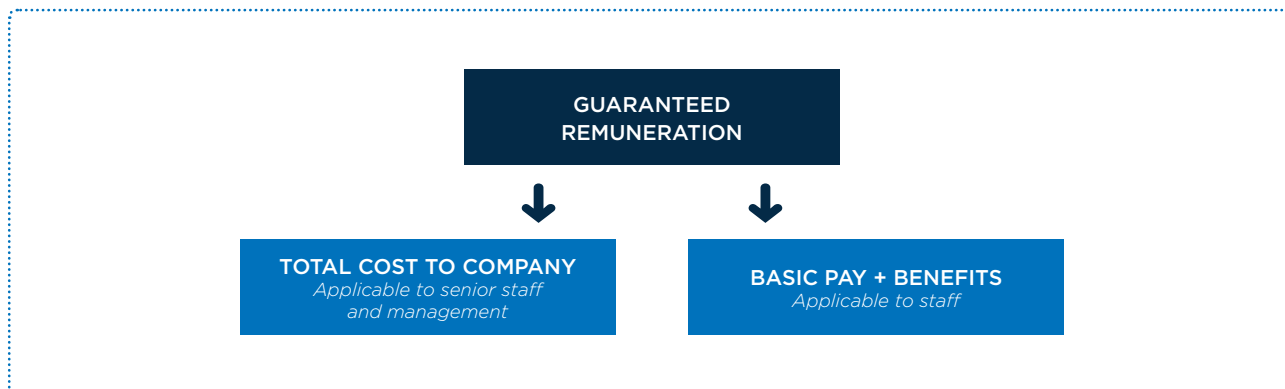 GUARANTEED
REMUNERATION
TOTAL COST TO COMPANY
Applicable to senior staff
and management
BASIC PAY + BENEFITS
Applicable to staff